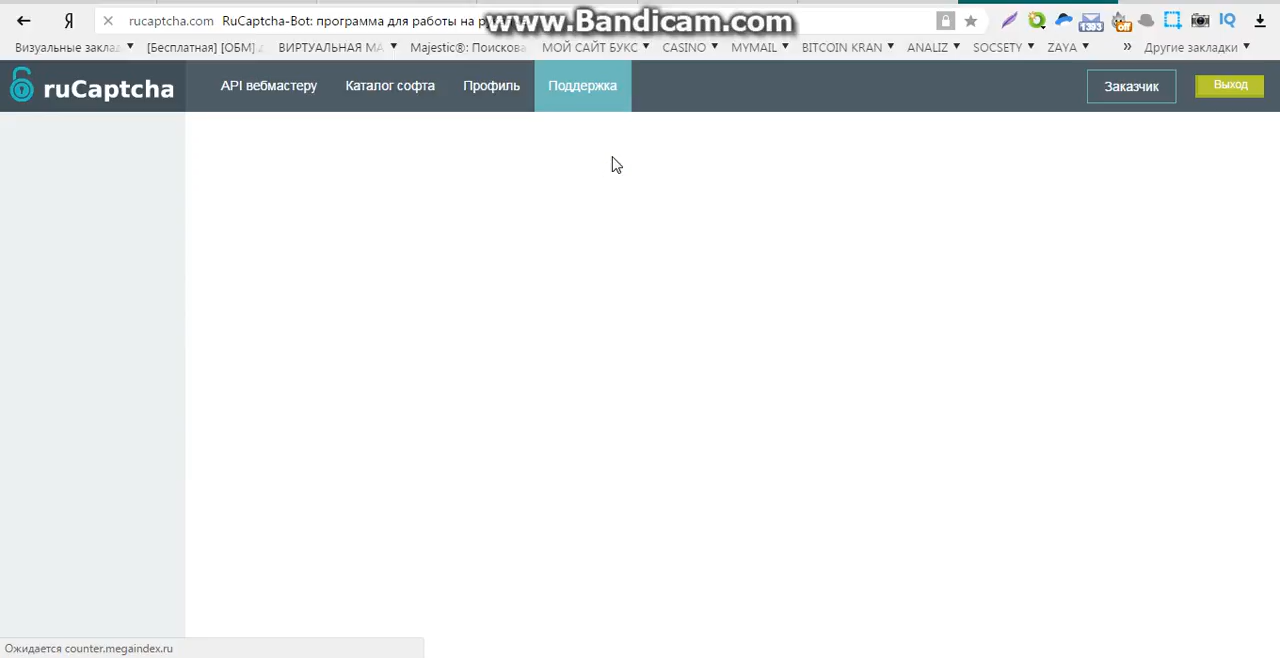 rucaptcha.com RuCaptcha-Bot: программа для работы на р
www.Bandicam.com
Визуальные заклад [Бесплатная] [ОБМ] ВИРТУАЛЬНАЯ МА Majestic®: Поискова МОЙ САЙТ БУКС CASINO MYMAIL BITCOIN KRAN ANALIZ SOCSETY ZAYA » Другие закладки
ruCaptcha API вебмастеру Каталог софта Профиль Поддержка Заказчик Выход
Ожидается counter.megaindex.ru